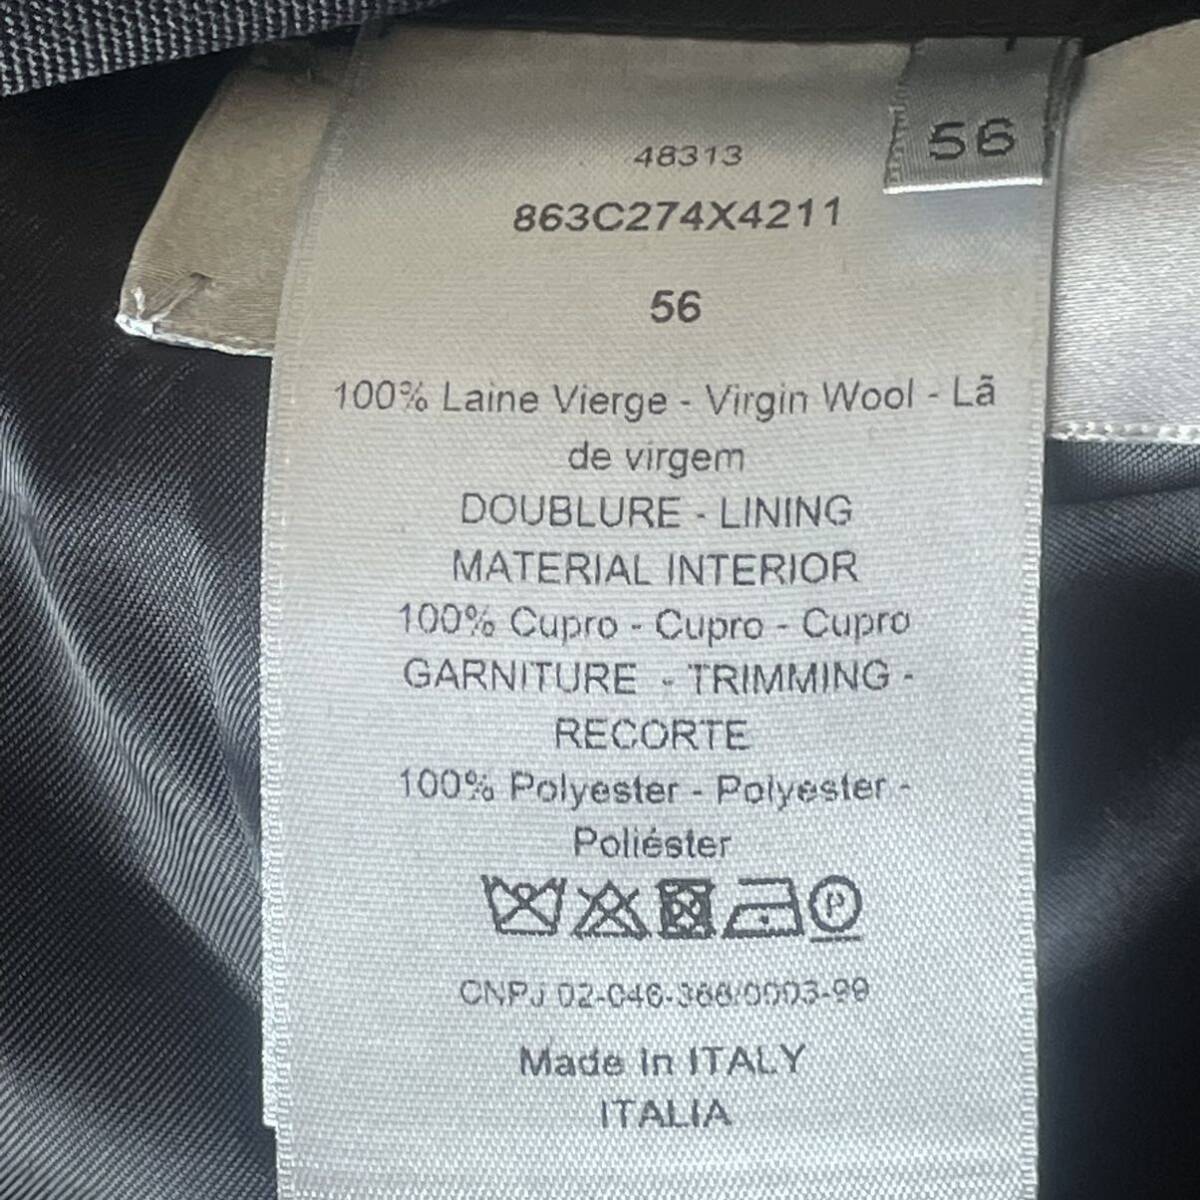 56
48313
863C274X4211
56
100% Laine Vierge - Virgin Wool - Lã
de virgem
DOUBLURE - LINING
MATERIAL INTERIOR
100% Cupro - Cupro - Cupro
GARNITURE - TRIMMING -
RECORTE
100% Polyester - Polyester -
Poliéster
P
CNPJ 02-046-366/0003-99
Made In ITALY
ITALIA